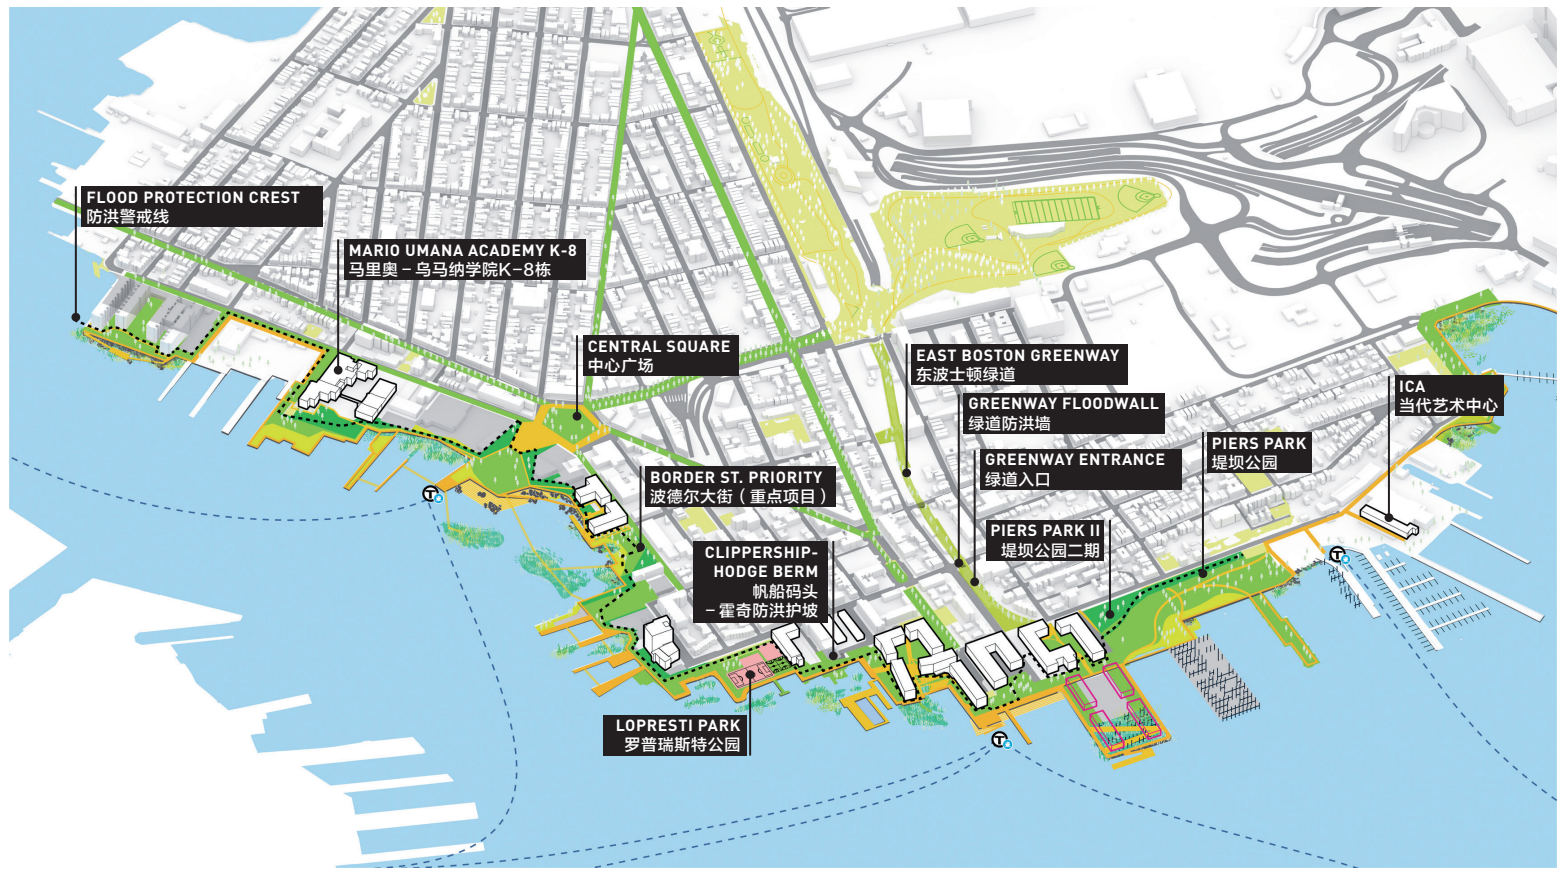 FLOOD PROTECTION CREST
防洪警戒线
MARIO UMANA ACADEMY K-8
马里奥－乌马纳学院K－8栋
CENTRAL SQUARE
中心广场
EAST BOSTON GREENWAY
东波士顿绿道
ICA
当代艺术中心
GREENWAY FLOODWALL
绿道防洪墙
PIERS PARK
堤坝公园
GREENWAY ENTRANCE
绿道入口
BORDER ST. PRIORITY
波德尔大街（重点项目）
PIERS PARK II
堤坝公园二期
CLIPPERSHIP-
HODGE BERM
帆船码头
－霍奇防洪护坡
LOPRESTI PARK
罗普瑞斯特公园
T
T
T